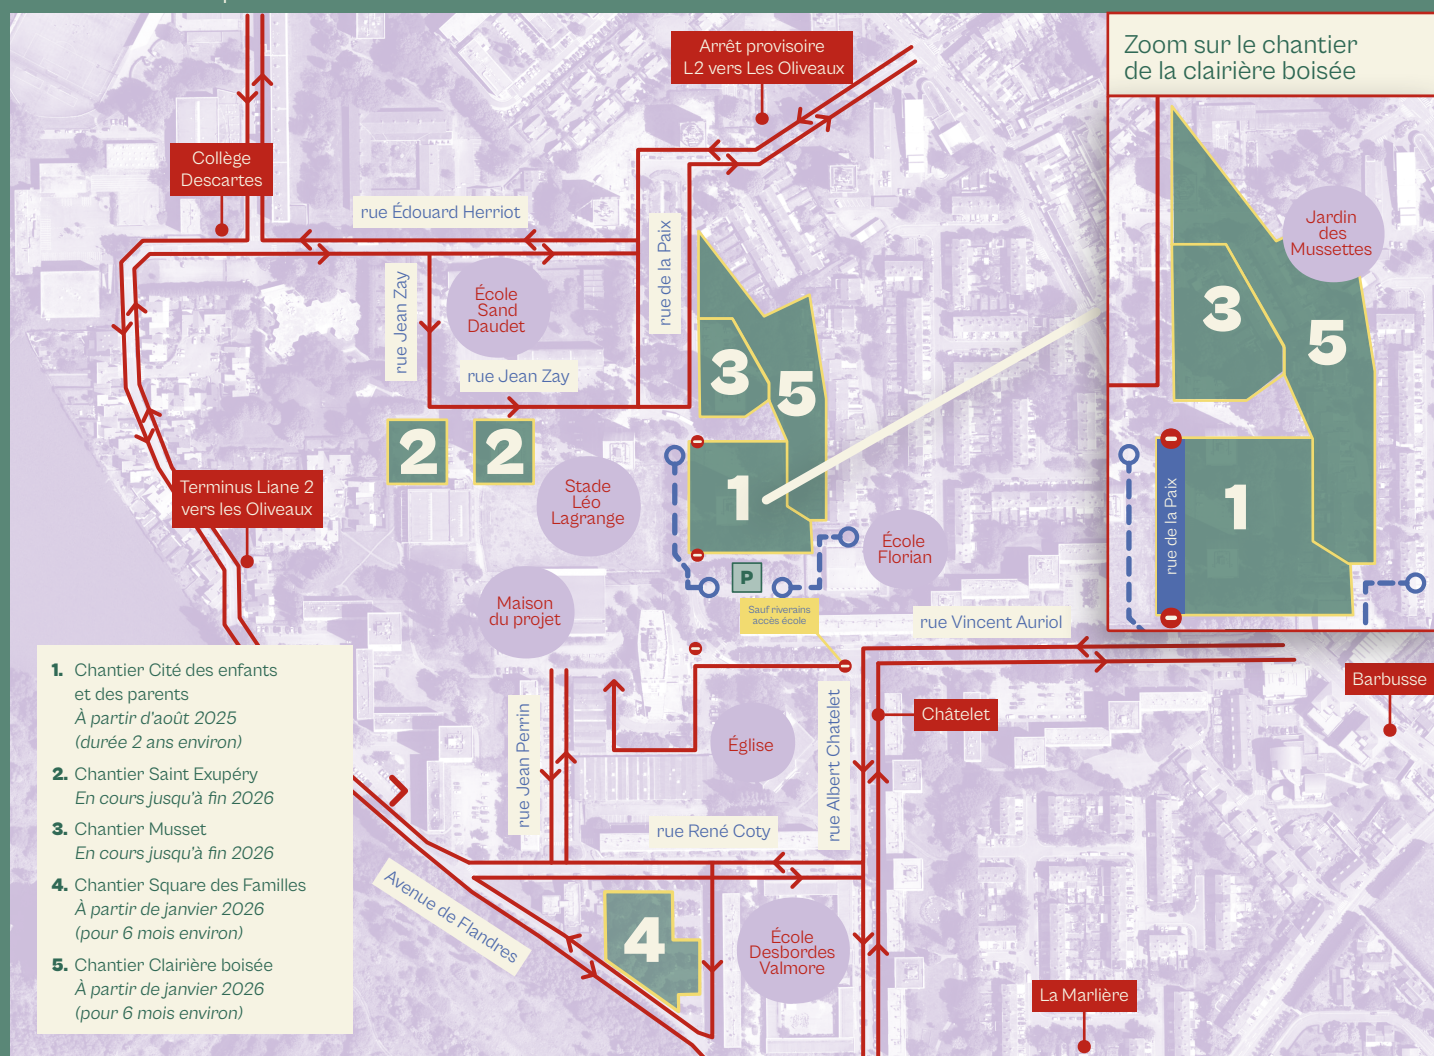 Arrêt provisoire
L2 vers Les Oliveaux
Zoom sur le chantier
de la clairière boisée
Collège
Descartes
rue Édouard Herriot
rue de la Paix
rue Jean Zay
École
Sand
Daudet
rue Jean Zay
Jardin
des
Mussettes
3
5
3
5
2
2
1
1
rue de la Paix
Terminus Liane 2
vers les Oliveaux
Stade
Léo
Lagrange
École
Florian
P
Maison
du projet
Sauf riverains
accès école
rue Vincent Auriol
Barbusse
Châtelet
rue Jean Perrin
Église
rue Albert Chatelet
rue René Coty
Avenue de Flandres
4
École
Desbordes
Valmore
La Marlière
1. Chantier Cité des enfants
et des parents
À partir d'août 2025
(durée 2 ans environ)
2. Chantier Saint Exupéry
En cours jusqu'à fin 2026
3. Chantier Musset
En cours jusqu'à fin 2026
4. Chantier Square des Familles
À partir de janvier 2026
(pour 6 mois environ)
5. Chantier Clairière boisée
À partir de janvier 2026
(pour 6 mois environ)